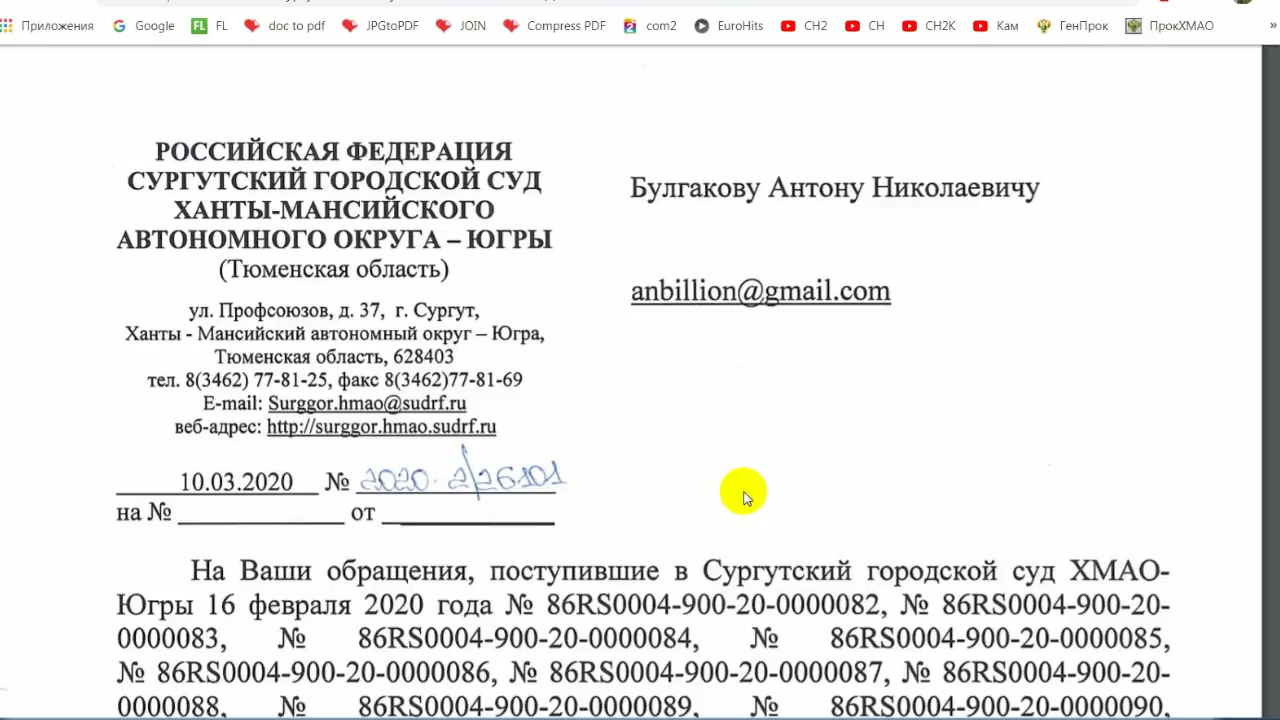 Приложения Google FL FL doc to pdf JPGtoPDF JOIN Compress PDF com2 EuroHits CH2 CH CH2K Кам ГенПрок ПрокХМАО »
РОССИЙСКАЯ ФЕДЕРАЦИЯ
СУРГУТСКИЙ ГОРОДСКОЙ СУД
ХАНТЫ-МАНСИЙСКОГО
АВТОНОМНОГО ОКРУГА – ЮГРЫ
(Тюменская область)
ул. Профсоюзов, д. 37, г. Сургут,
Ханты - Мансийский автономный округ – Югра,
Тюменская область, 628403
тел. 8(3462) 77-81-25, факс 8(3462)77-81-69
E-mail: Surggor.hmao@sudrf.ru
веб-адрес: http://surggor.hmao.sudrf.ru
10.03.2020 № 2020-2/26101
на № от
Булгакову Антону Николаевичу
anbillion@gmail.com
На Ваши обращения, поступившие в Сургутский городской суд ХМАО-
Югры 16 февраля 2020 года № 86RS0004-900-20-0000082, № 86RS0004-900-20-
0000083, № 86RS0004-900-20-0000084, № 86RS0004-900-20-0000085,
№ 86RS0004-900-20-0000086, № 86RS0004-900-20-0000087, № 86RS0004-900-20-
0000088, № 86RS0004-900-20-0000089, № 86RS0004-900-20-0000090,